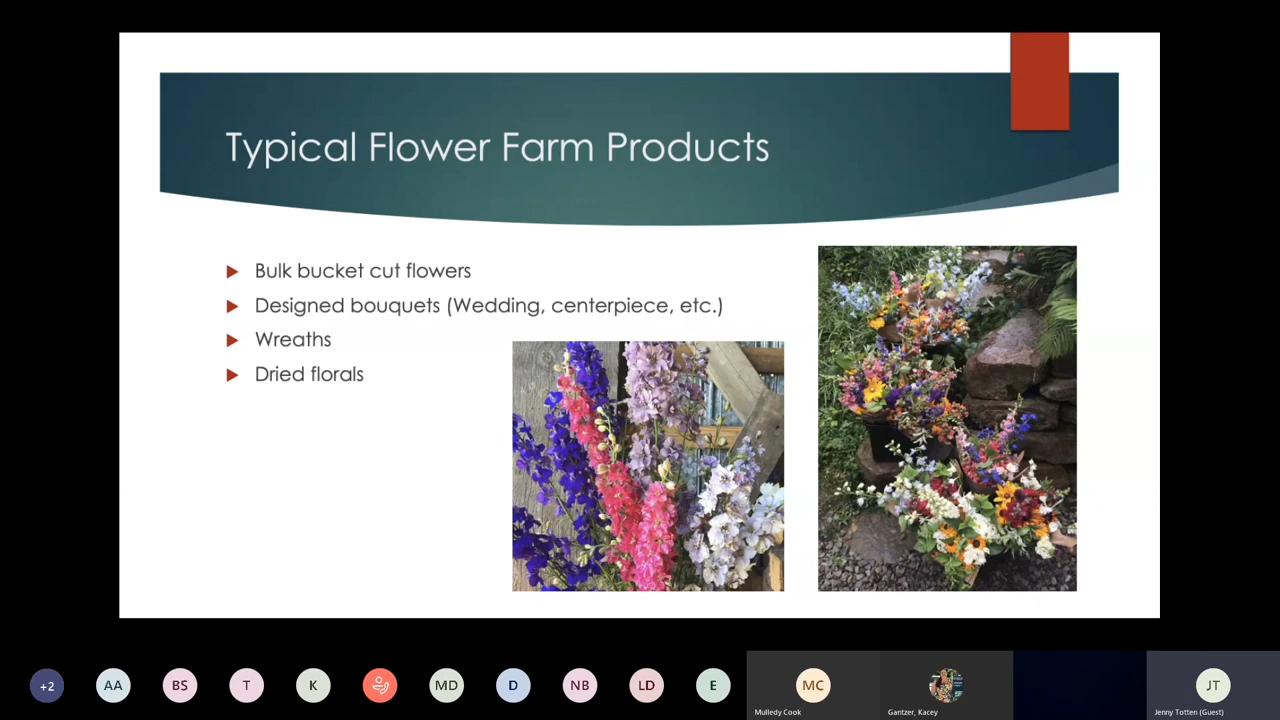 Typical Flower Farm Products
Bulk bucket cut flowers
Designed bouquets (Wedding, centerpiece, etc.)
Wreaths
Dried florals
+2
AA
BS
T
K
MD
D
NB
LD
E
MC
JT
Mulledy Cook
Gantzer, Kacey
Jenny Totten (Guest)